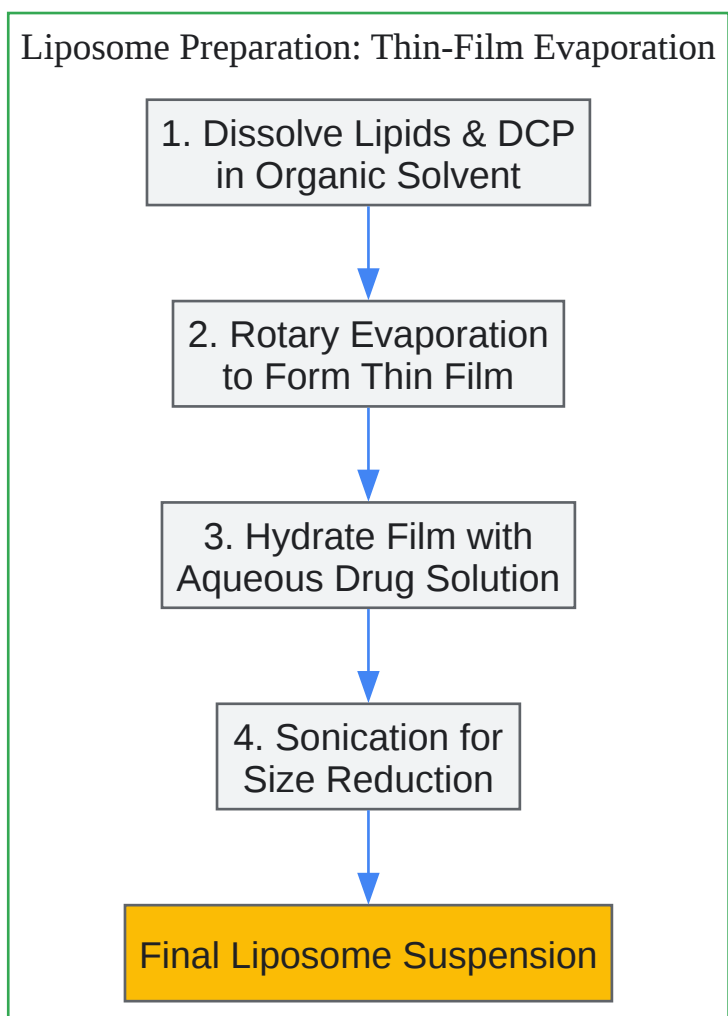 Liposome Preparation: Thin-Film Evaporation
1. Dissolve Lipids & DCP
in Organic Solvent
2. Rotary Evaporation
to Form Thin Film
3. Hydrate Film with
Aqueous Drug Solution
4. Sonication for
Size Reduction
Final Liposome Suspension